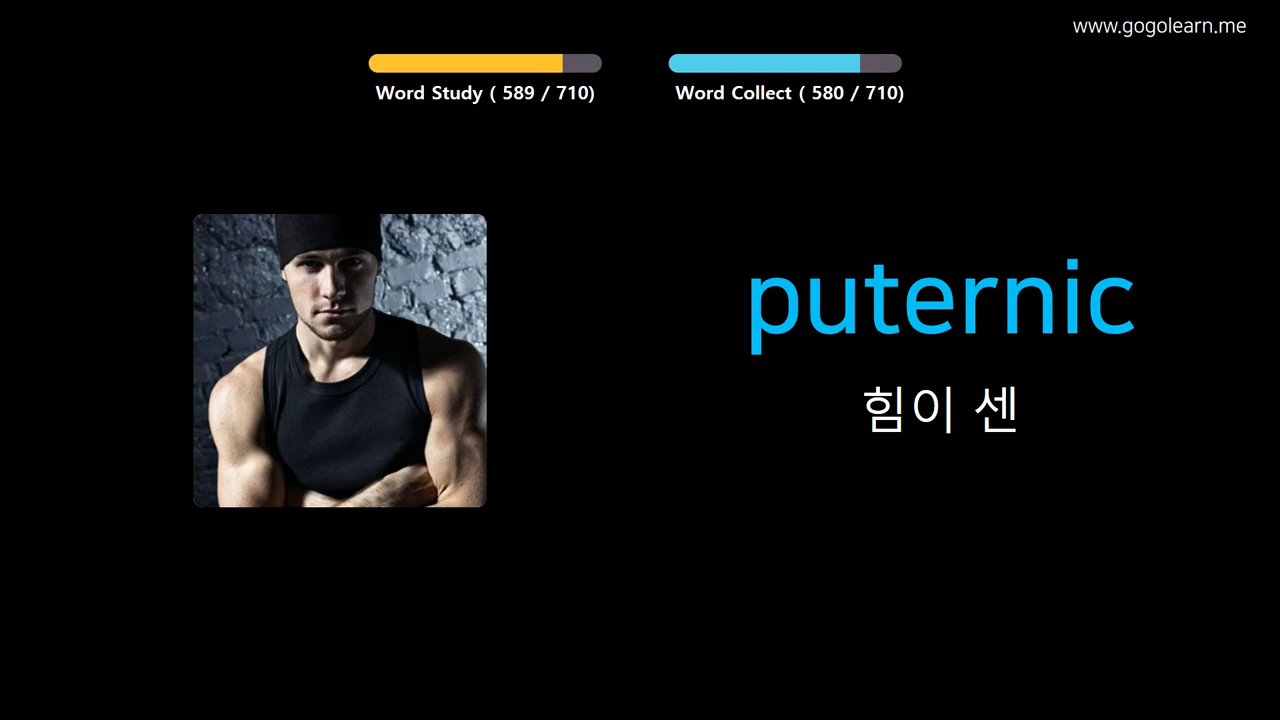 www.gogolearn.me
Word Study ( 589 / 710)
Word Collect ( 580 / 710)
puternic
힘이 센